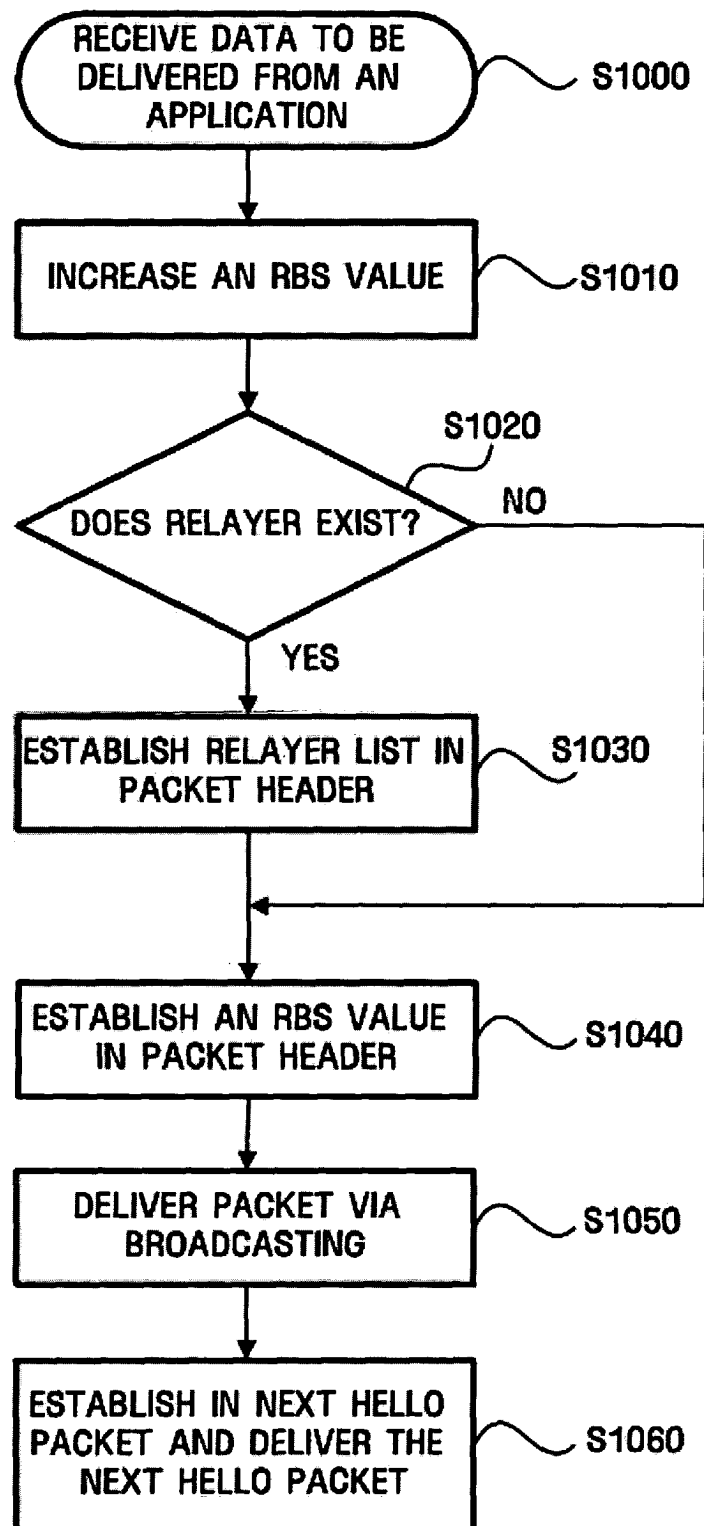 RECEIVE DATA TO BE
DELIVERED FROM AN
APPLICATION
S1000
INCREASE AN RBS VALUE
S1010
S1020
DOES RELAYER EXIST?
NO
YES
ESTABLISH RELAYER LIST IN
PACKET HEADER
S1030
ESTABLISH AN RBS VALUE
IN PACKET HEADER
S1040
DELIVER PACKET VIA
BROADCASTING
S1050
ESTABLISH IN NEXT HELLO
PACKET AND DELIVER THE
NEXT HELLO PACKET
S1060